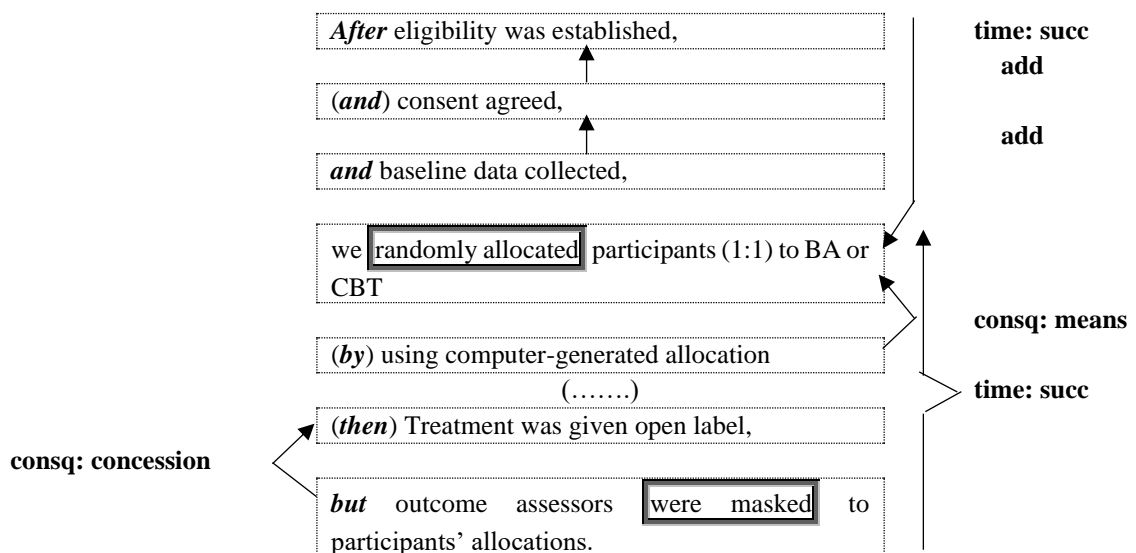 After eligibility was established,
time: succ
add
(and) consent agreed,
add
and baseline data collected,
we randomly allocated participants (1:1) to BA or
CBT
consq: means
(by) using computer-generated allocation
(…….)
time: succ
(then) Treatment was given open label,
consq: concession
but outcome assessors were masked to
participants’ allocations.